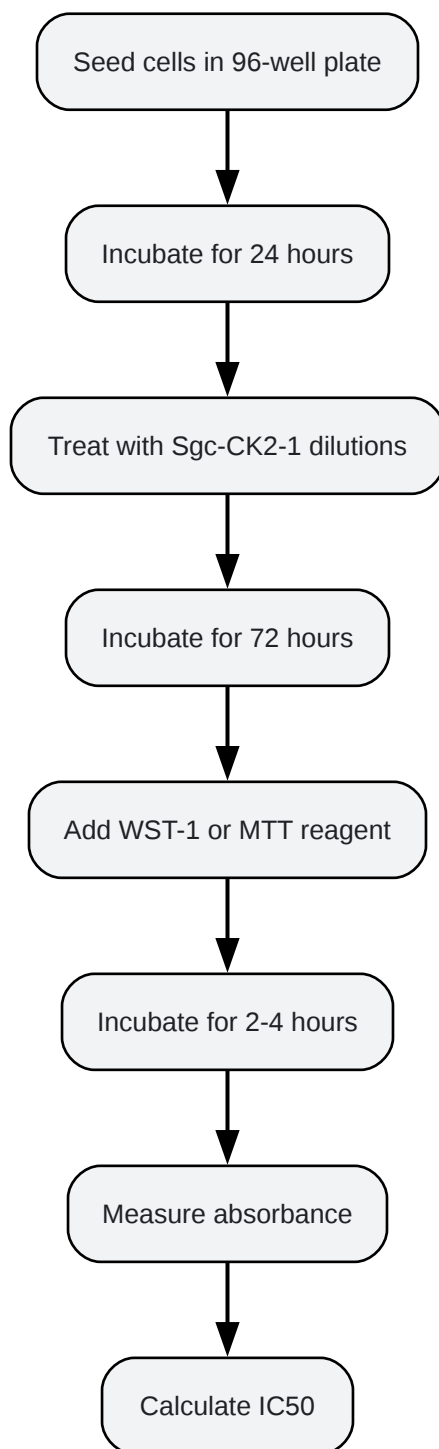 Seed cells in 96-well plate
Incubate for 24 hours
Treat with Sgc-CK2-1 dilutions
Incubate for 72 hours
Add WST-1 or MTT reagent
Incubate for 2-4 hours
Measure absorbance
Calculate IC50